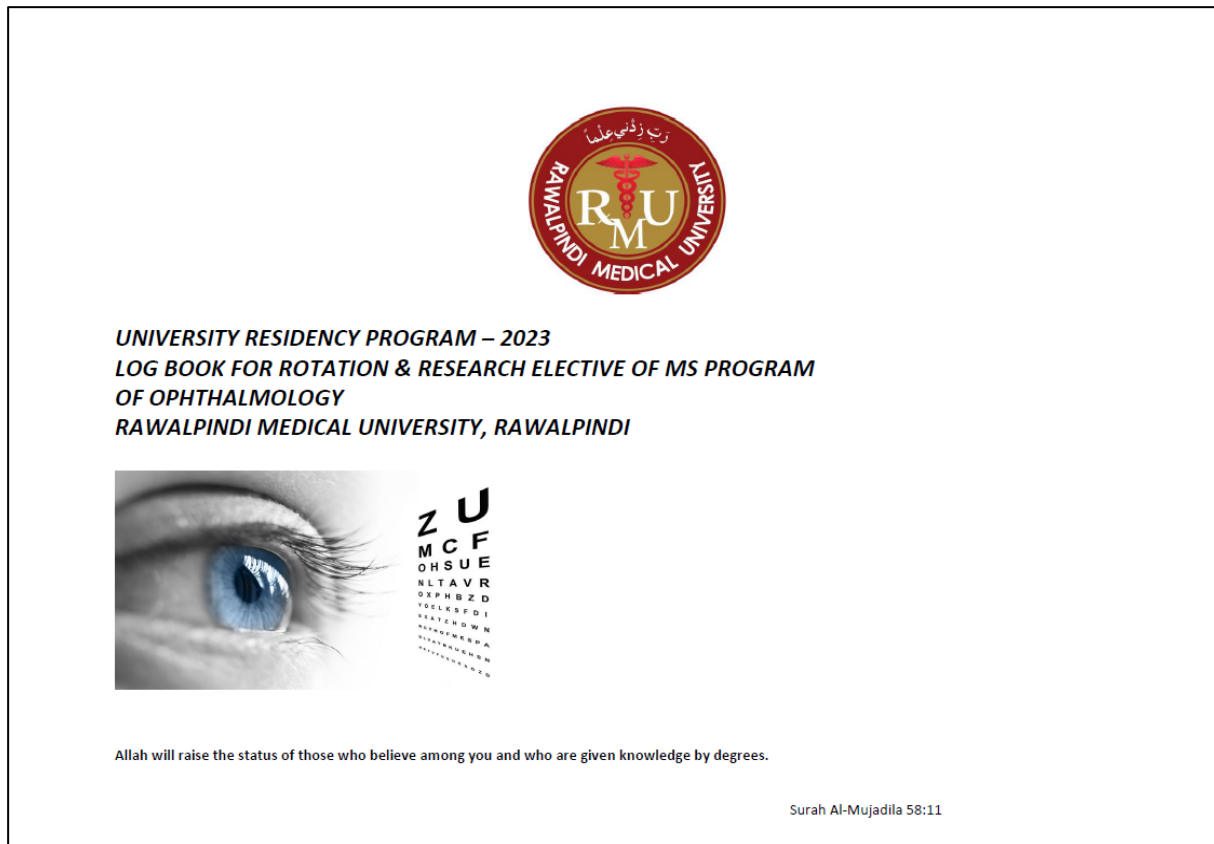 رَبِّ زِدْنِي عِلْماً
RAWALPINDI MEDICAL UNIVERSITY
RMU
UNIVERSITY RESIDENCY PROGRAM – 2023
LOG BOOK FOR ROTATION & RESEARCH ELECTIVE OF MS PROGRAM
OF OPHTHALMOLOGY
RAWALPINDI MEDICAL UNIVERSITY, RAWALPINDI
Z U
M C F
O H S U E
N L T A V R
O X P H B Z D
Y O E L K S F D I
Allah will raise the status of those who believe among you and who are given knowledge by degrees.
Surah Al-Mujadila 58:11